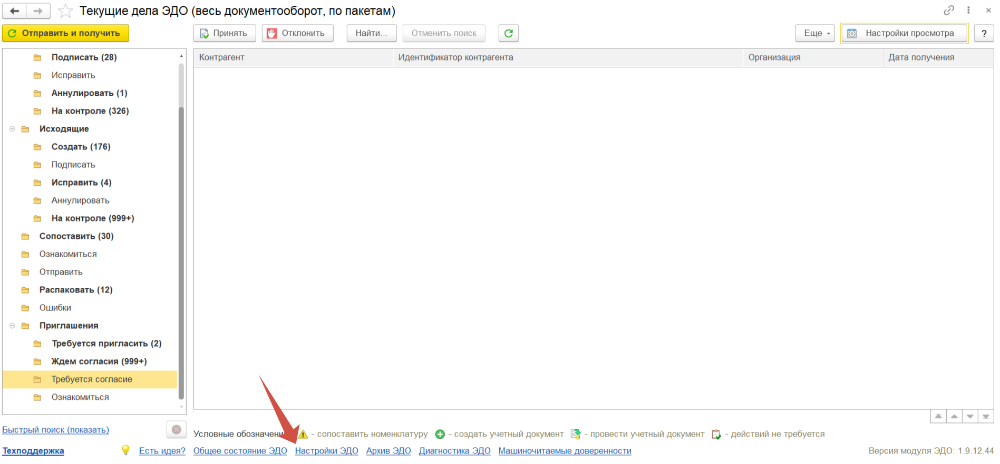 Текущие дела ЭДО (весь документооборот, по пакетам)
Отправить и получить
Принять
Отклонить
Найти...
Отменить поиск
Еще
Настройки просмотра
?
Подписать (28)
Исправить
Аннулировать (1)
На контроле (326)
Исходящие
Создать (176)
Подписать
Исправить (4)
Аннулировать
На контроле (999+)
Сопоставить (30)
Ознакомиться
Отправить
Распаковать (12)
Ошибки
Приглашения
Требуется пригласить (2)
Ждем согласия (999+)
Требуется согласие
Ознакомиться
Контрагент
Идентификатор контрагента
Организация
Дата получения
Быстрый поиск (показать)
Условные обозначени - сопоставить номенклатуру - создать учетный документ - провести учетный документ - действий не требуется
Техподдержка
Есть идея?
Общее состояние ЭДО
Настройки ЭДО
Архив ЭДО
Диагностика ЭДО
Машиночитаемые доверенности
Версия модуля ЭДО: 1.9.12.44